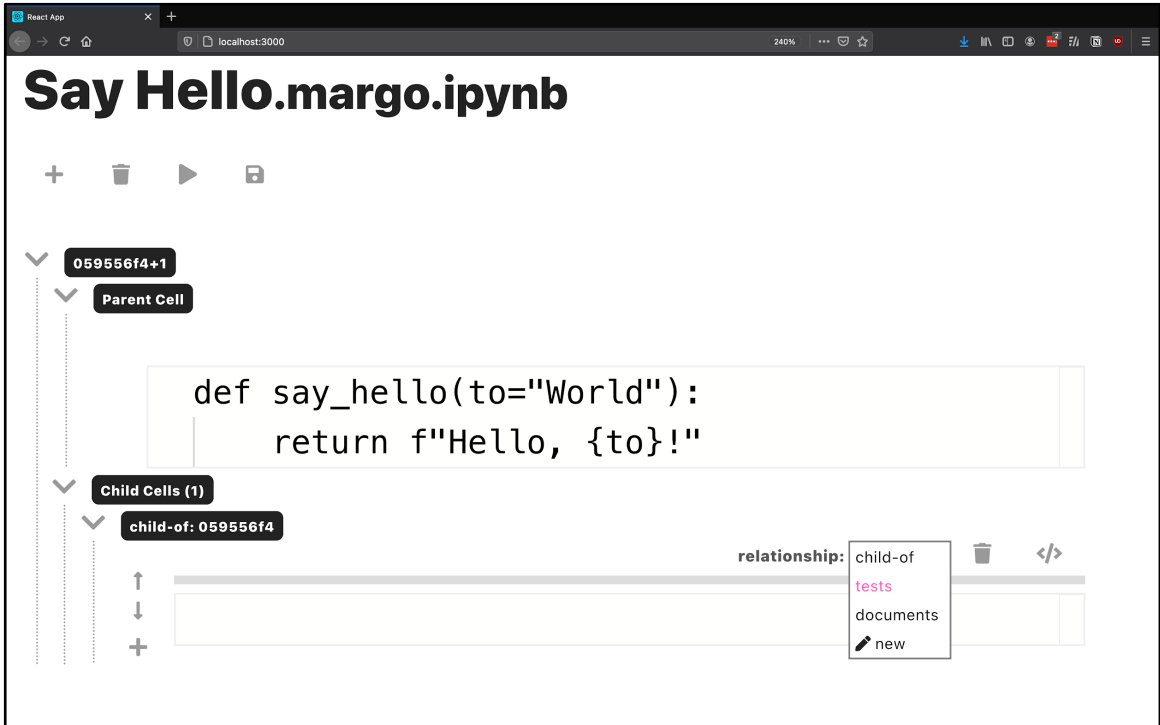 React App
localhost:3000
240%
2
Say Hello.margo.ipynb
059556f4+1
Parent Cell
def say_hello(to="World"):
return f"Hello, {to}!"
Child Cells (1)
child-of: 059556f4
relationship: child-of
tests
documents
new